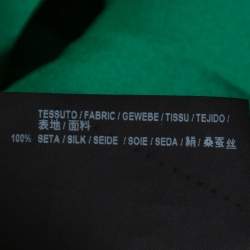 TESSUTO / FABRIC / GEWEBE / TISSU / TEJIDO /
表地 / 面料
100% SETA / SILK / SEIDE / SOIE / SEDA / 絹 / 桑蚕丝